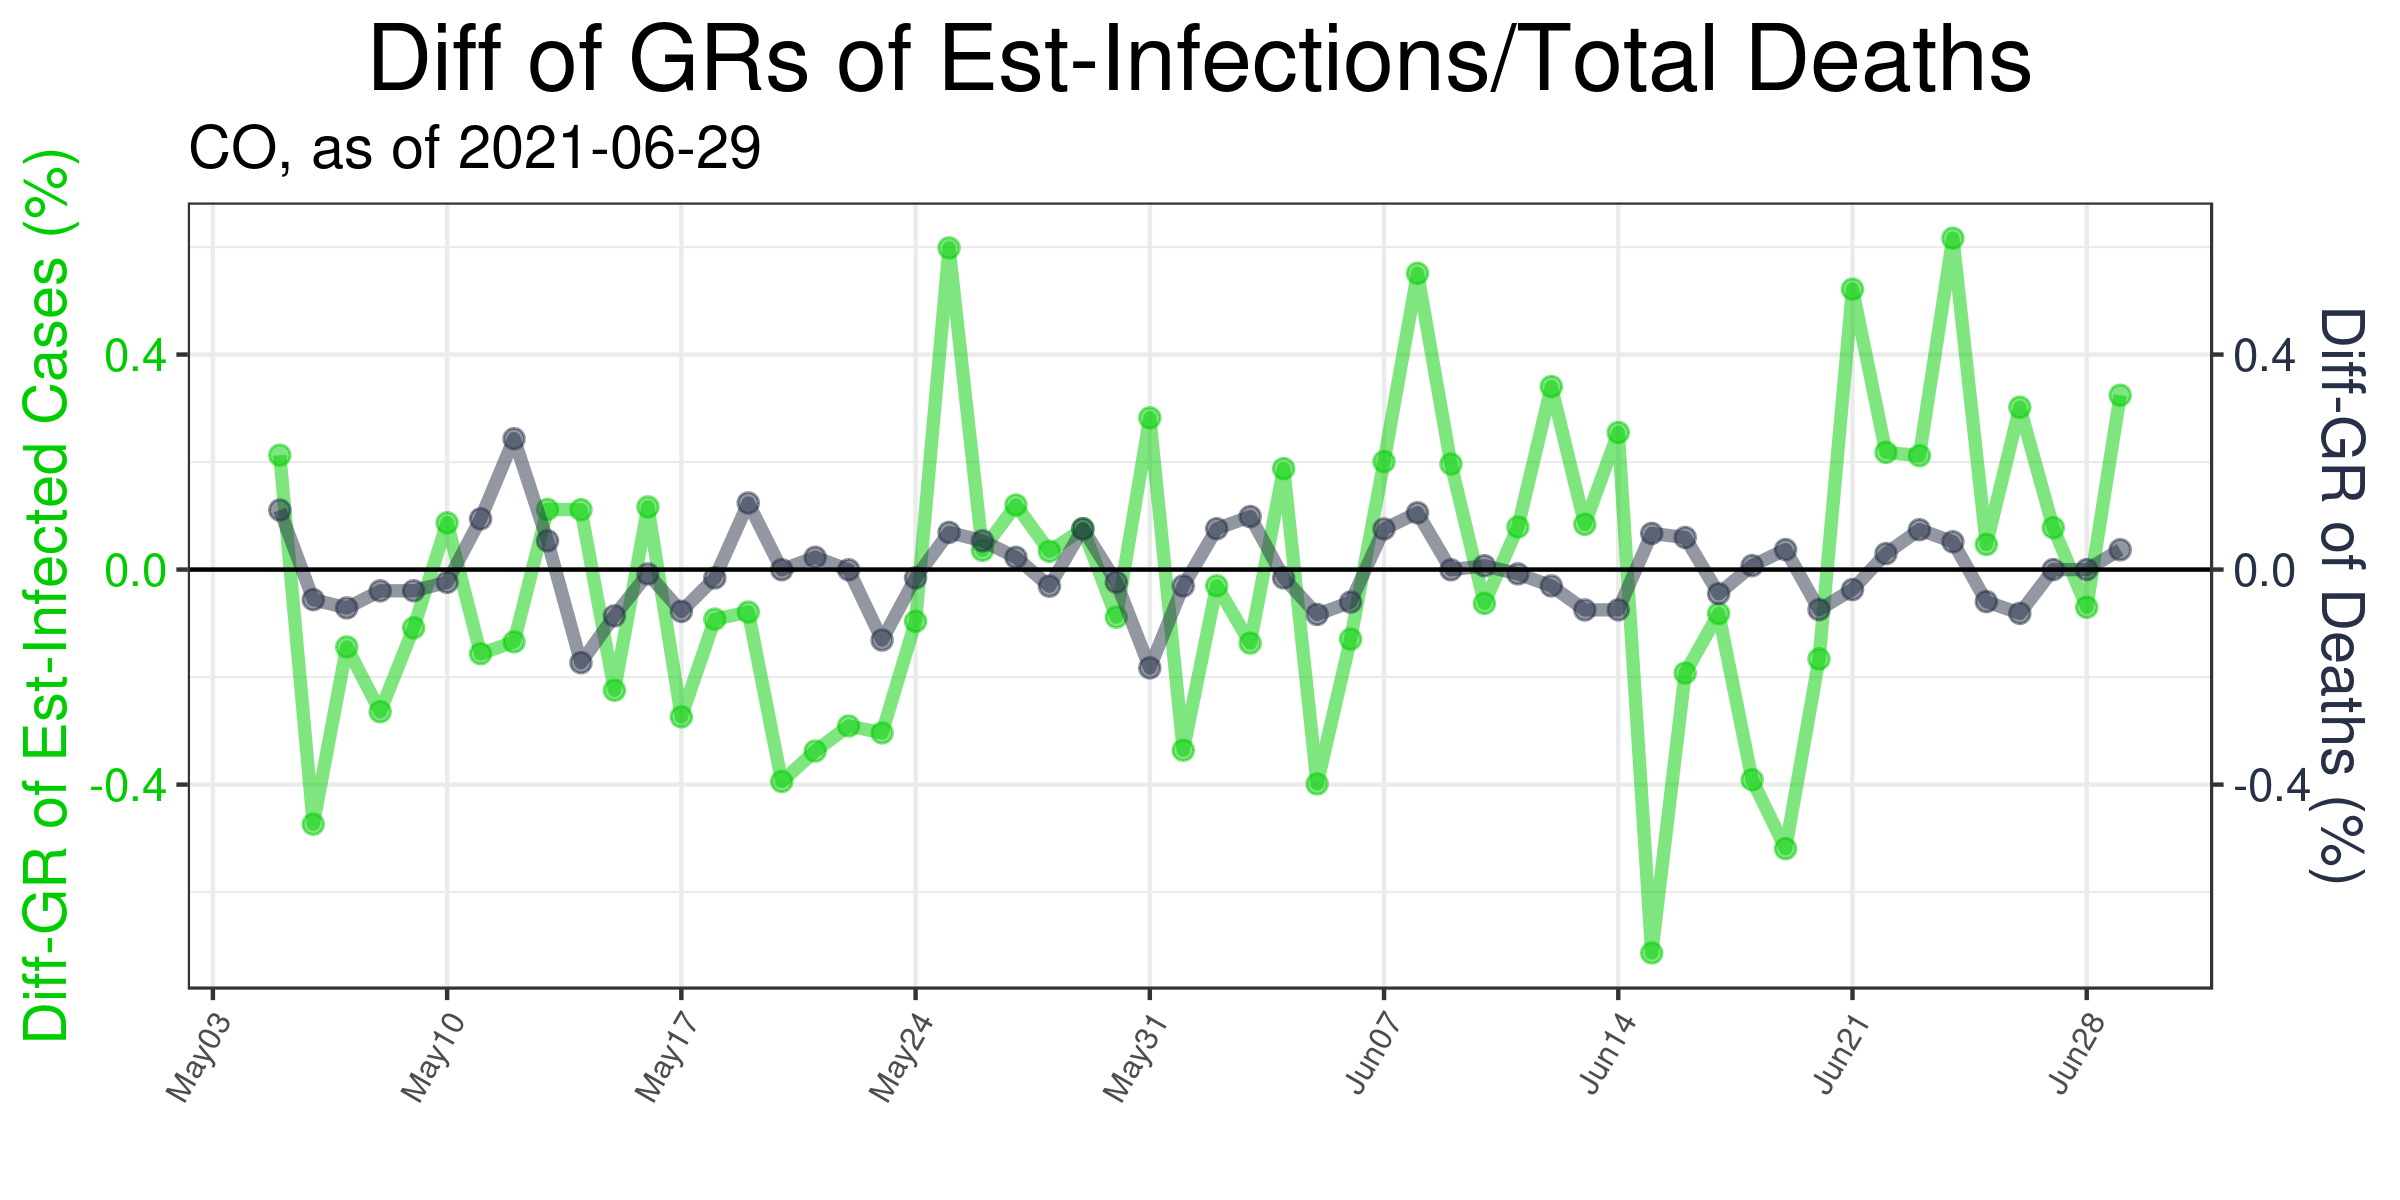 Diff of GRs of Est-Infections/Total Deaths
CO, as of 2021-06-29
Diff-GR of Est-Infected Cases (%)
0.4
0.0
-0.4
0.4
0.0
-0.4
Diff-GR of Deaths (%)
May03
May10
May17
May24
May31
Jun07
Jun14
Jun21
Jun28